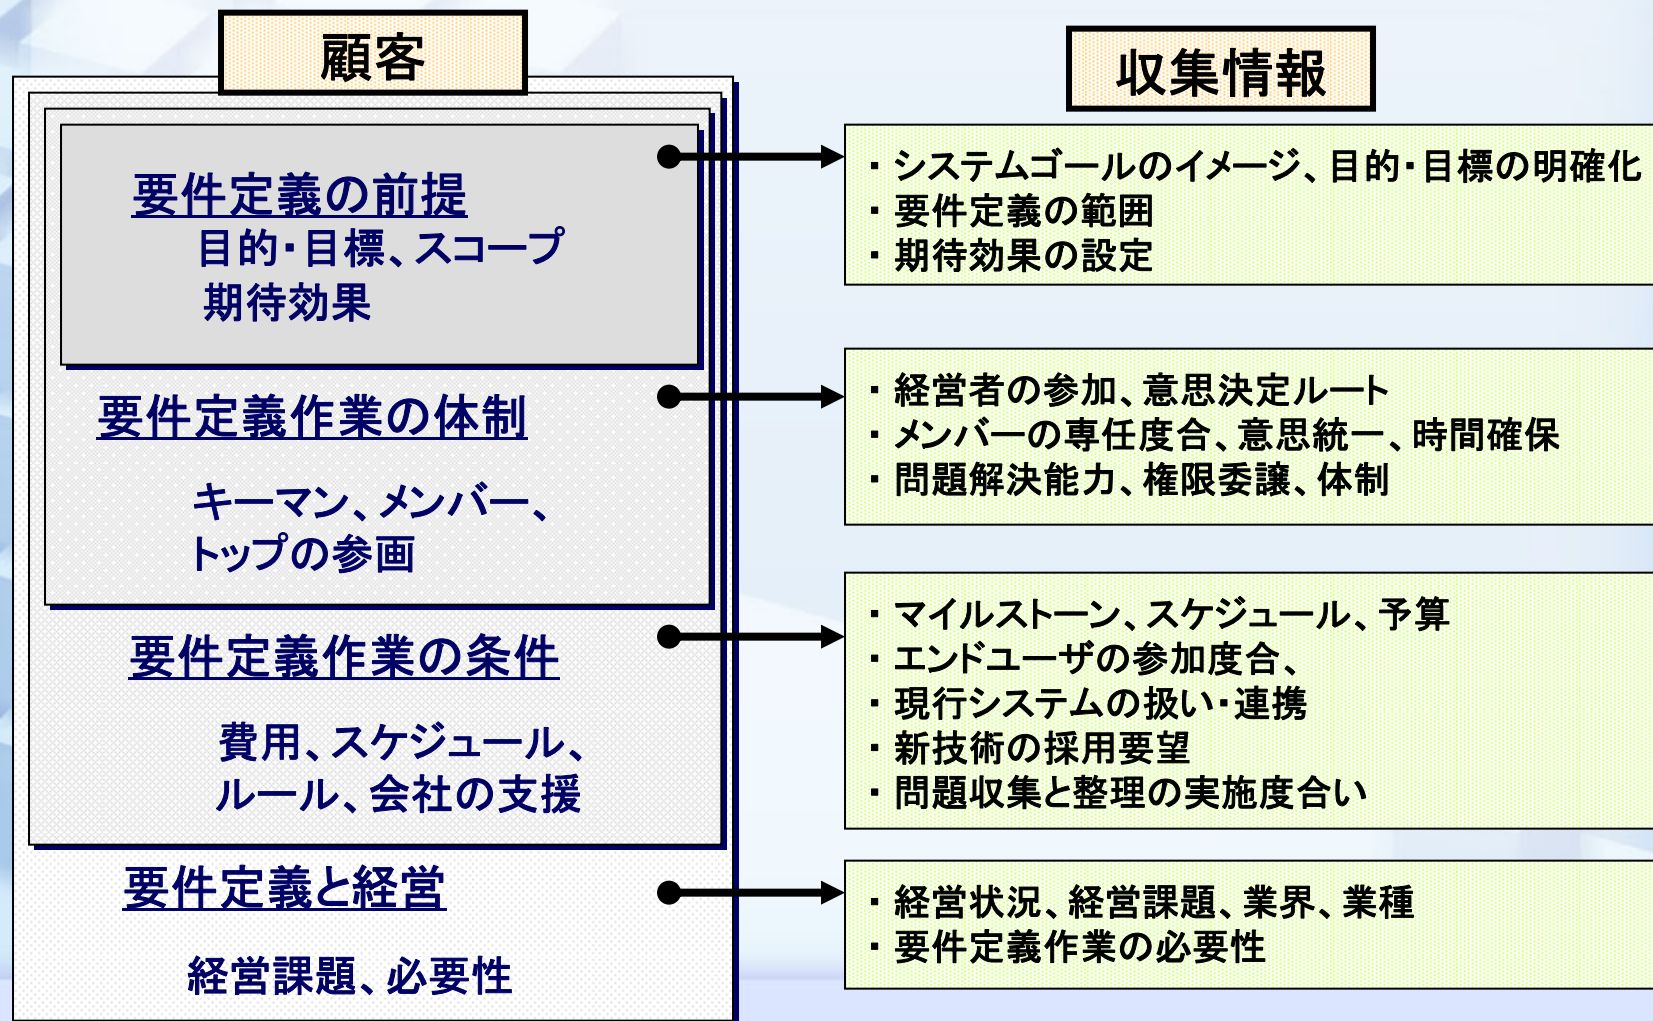 顧客
要件定義の前提
目的・目標、スコープ
期待効果
要件定義作業の体制
キーマン、メンバー、
トップの参画
要件定義作業の条件
費用、スケジュール、
ルール、会社の支援
要件定義と経営
経営課題、必要性
収集情報
・システムゴールのイメージ、目的・目標の明確化
・要件定義の範囲
・期待効果の設定
・経営者の参加、意思決定ルート
・メンバーの専任度合、意思統一、時間確保
・問題解決能力、権限委譲、体制
・マイルストーン、スケジュール、予算
・エンドユーザの参加度合、
・現行システムの扱い・連携
・新技術の採用要望
・問題収集と整理の実施度合い
・経営状況、経営課題、業界、業種
・要件定義作業の必要性